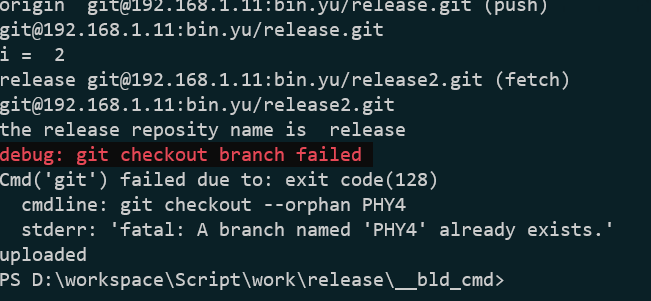 origin  git@192.168.1.11:bin.yu/release.git (push)
git@192.168.1.11:bin.yu/release.git
i =  2
release git@192.168.1.11:bin.yu/release2.git (fetch)
git@192.168.1.11:bin.yu/release2.git
the release reposity name is  release
debug: git checkout branch failed
Cmd('git') failed due to: exit code(128)
  cmdline: git checkout --orphan PHY4
  stderr: 'fatal: A branch named 'PHY4' already exists.'
uploaded
PS D:\workspace\Script\work\release\__bld_cmd>